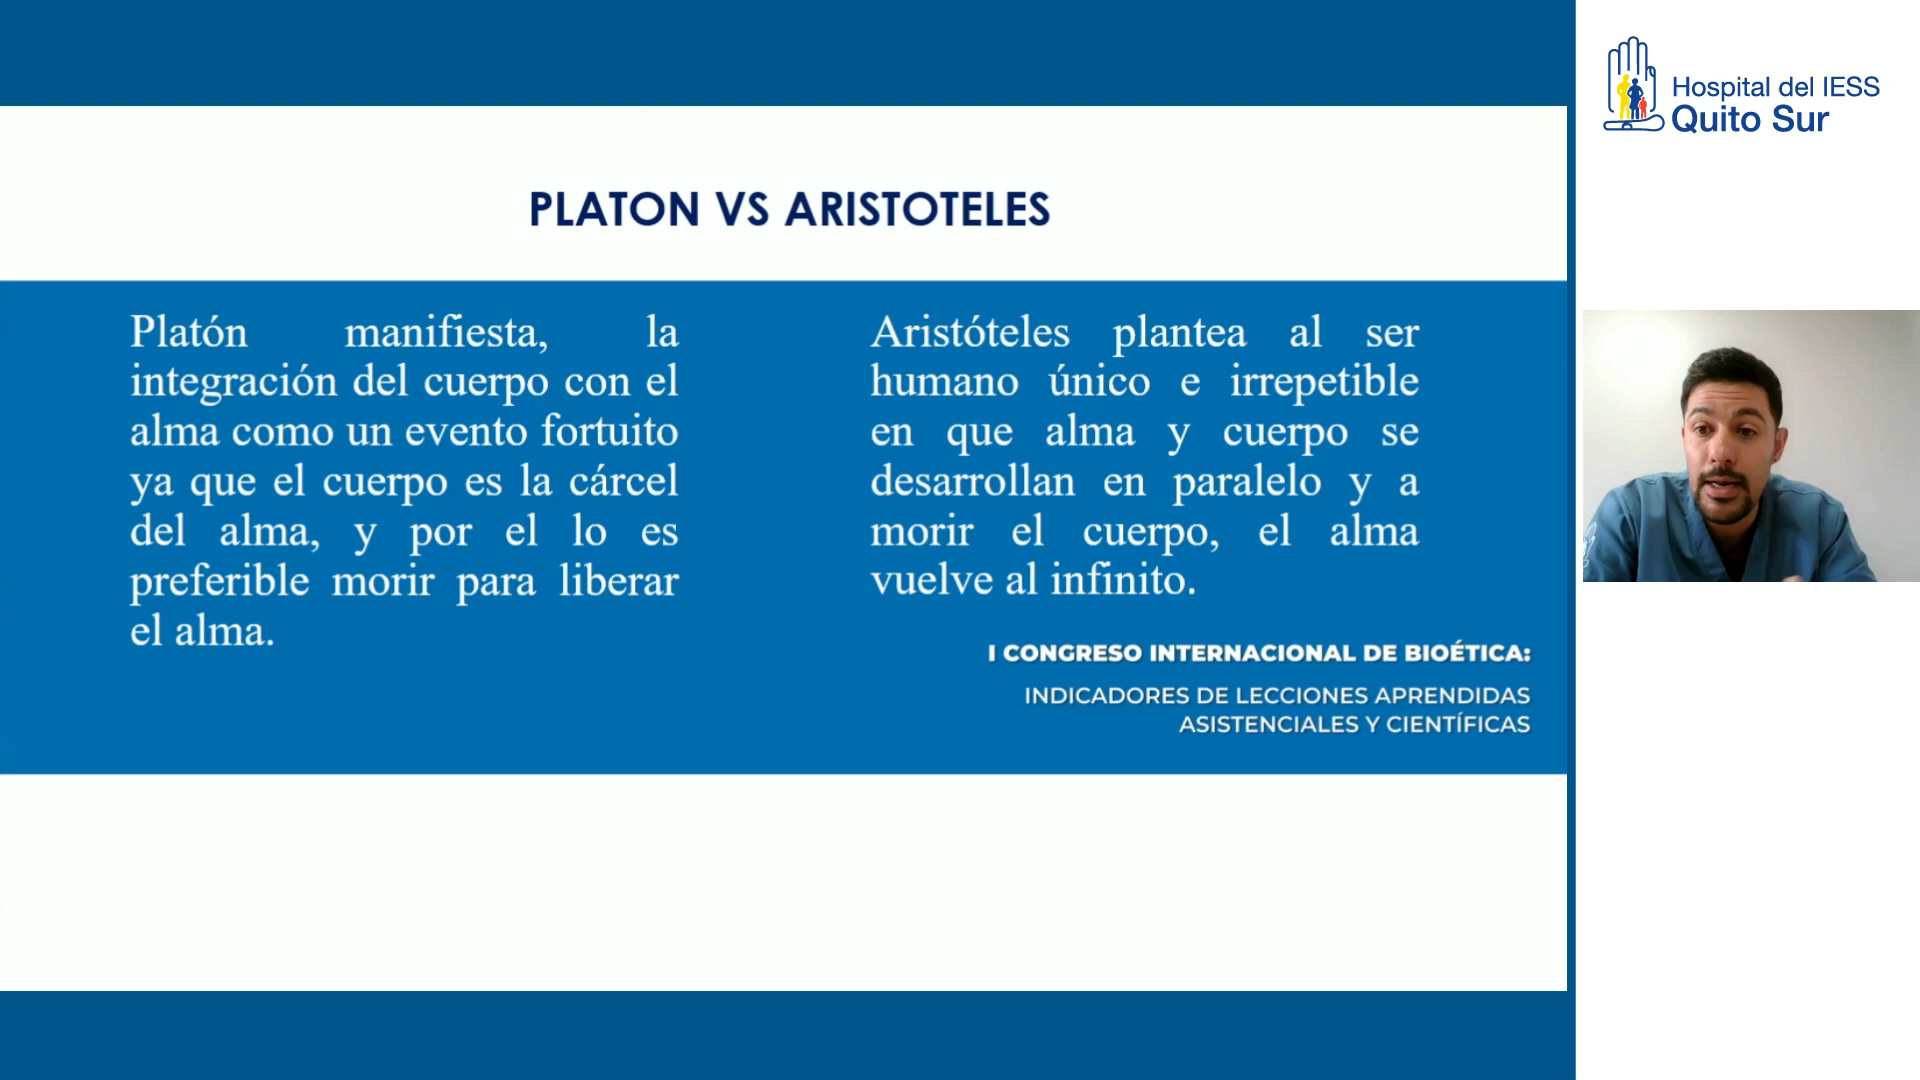 Hospital del IESS
Quito Sur
PLATON VS ARISTOTELES
Platón manifiesta, la
integración del cuerpo con el
alma como un evento fortuito
ya que el cuerpo es la cárcel
del alma, y por el lo es
preferible morir para liberar
el alma.
Aristóteles plantea al ser
humano único e irrepetible
en que alma y cuerpo se
desarrollan en paralelo y a
morir el cuerpo, el alma
vuelve al infinito.
I CONGRESO INTERNACIONAL DE BIOÉTICA:
INDICADORES DE LECCIONES APRENDIDAS
ASISTENCIALES Y CIENTÍFICAS